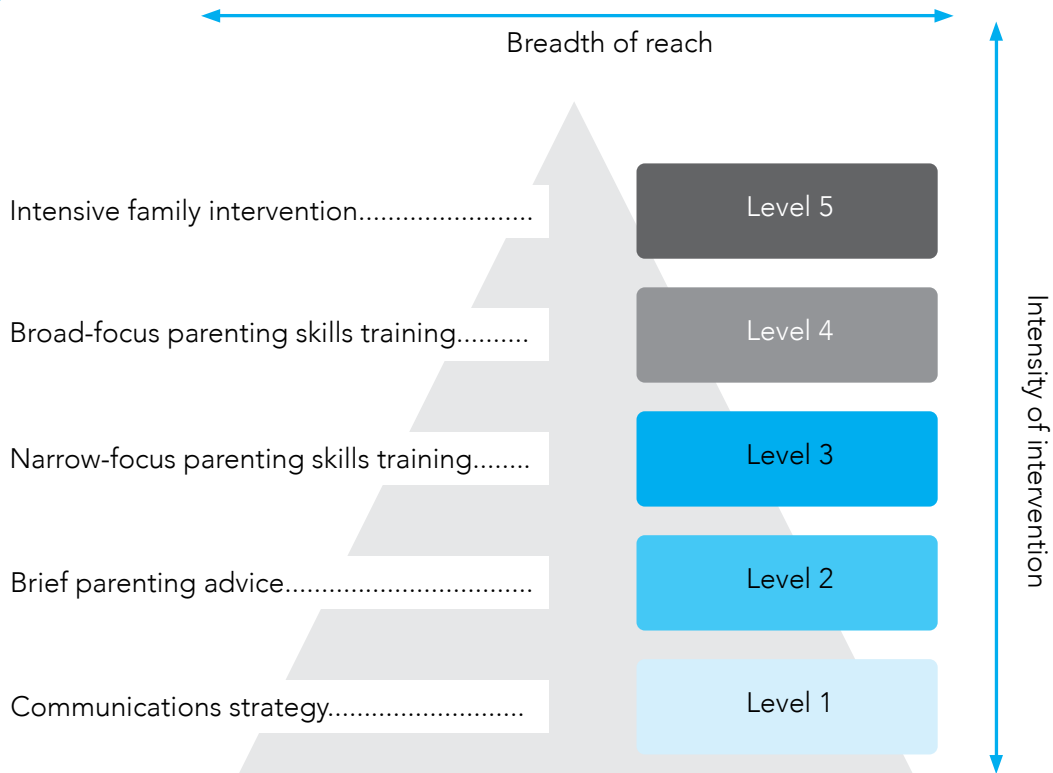 Breadth of reach
Intensive family intervention........................
Level 5
Broad-focus parenting skills training..........
Level 4
Narrow-focus parenting skills training........
Level 3
Brief parenting advice..................................
Level 2
Communications strategy...........................
Level 1
Intensity of intervention